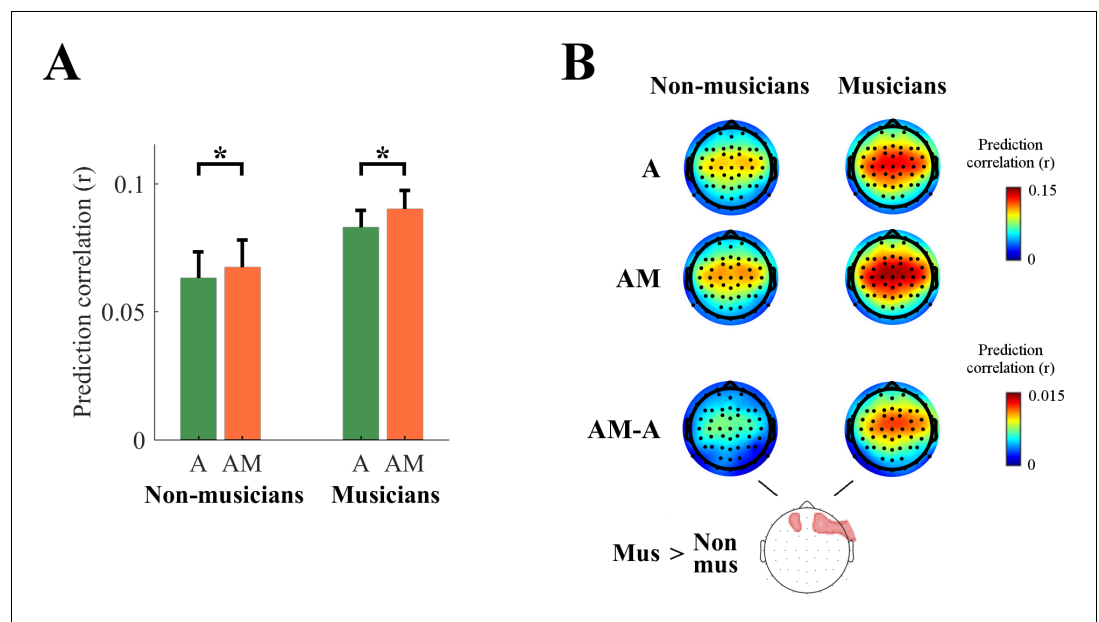 A
B
Non-musicians Musicians
Prediction correlation (r)
0.1
0.05
0
*
*
A AM A AM
Non-musicians Musicians
A
AM
AM-A
Prediction
correlation (r)
0.15
0
Prediction
correlation (r)
0.015
0
Mus > Non
mus